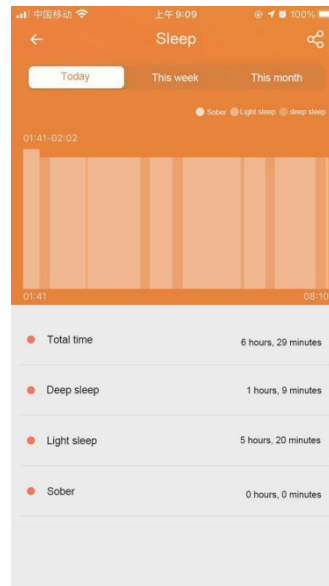 中国移动 上午 9:09 100%
Sleep
Today This week This month
Sober Light sleep deep sleep
01:41-02:02
01:41 08:10
Total time 6 hours, 29 minutes
Deep sleep 1 hours, 9 minutes
Light sleep 5 hours, 20 minutes
Sober 0 hours, 0 minutes